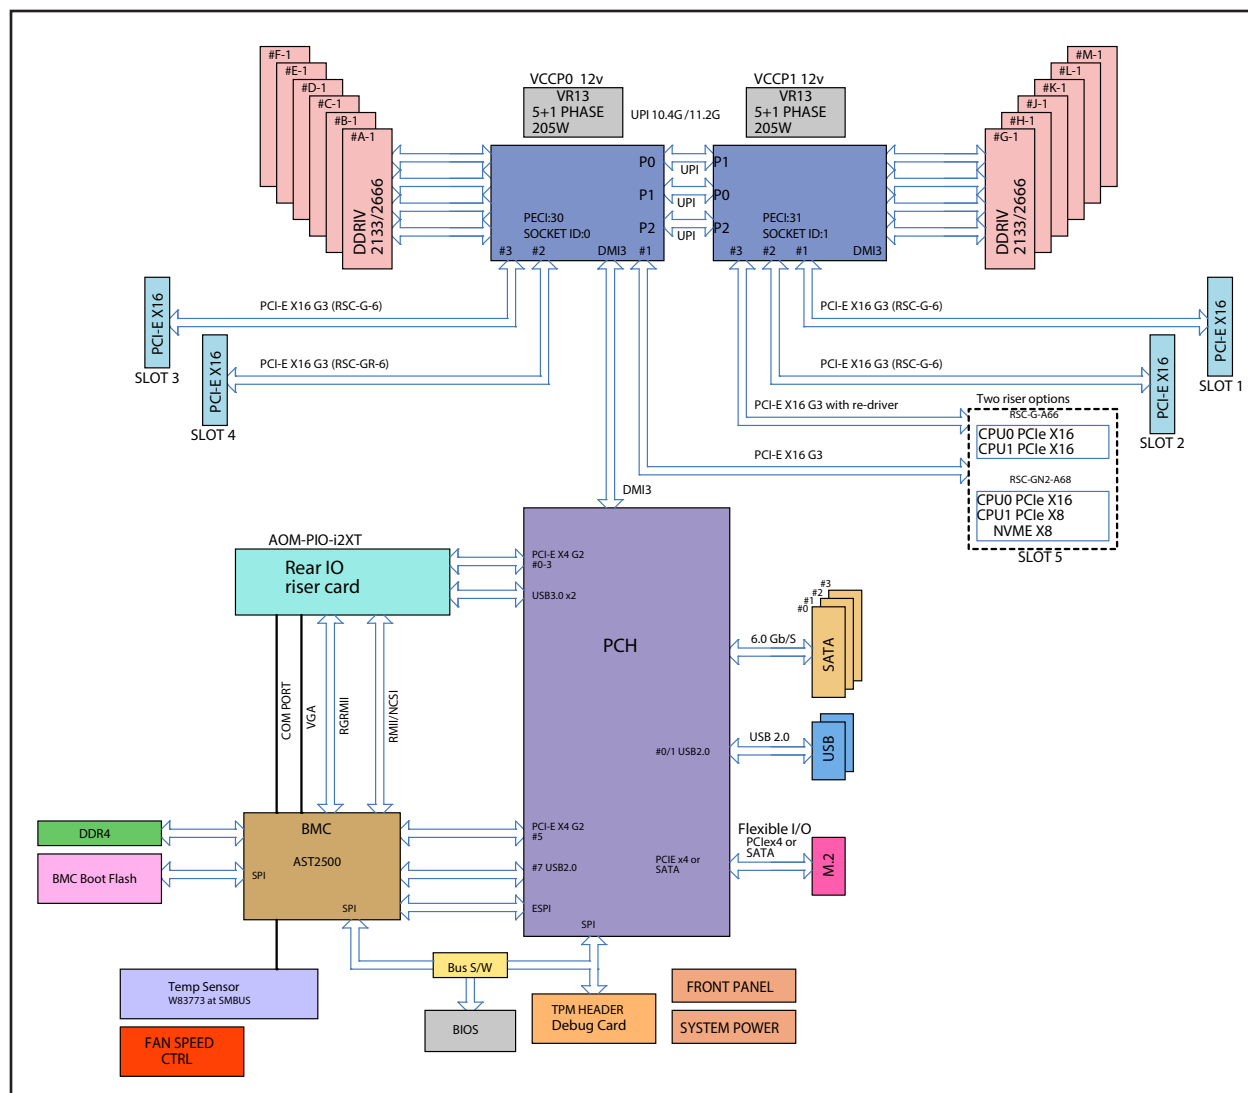 #F-1
#E-1
#D-1
#C-1
#B-1
#A-1
DDRIV
2133/2666
VCCP0 12v
VR13
5+1 PHASE
205W
UPI 10.4G /11.2G
VCCP1 12v
VR13
5+1 PHASE
205W
#M-1
#L-1
#K-1
#J-1
#H-1
#G-1
DDRIV
2133/2666
P0
P1
P2
PECI:30
SOCKET ID:0
#3
#2
DMI3
#1
UPI
UPI
UPI
P1
P0
P2
PECI:31
SOCKET ID:1
#3
#2
#1
DMI3
PCI-E X16
SLOT 3
PCI-E X16 G3 (RSC-G-6)
PCI-E X16
SLOT 4
PCI-E X16 G3 (RSC-GR-6)
PCI-E X16 G3 (RSC-G-6)
PCI-E X16
SLOT 1
PCI-E X16 G3 (RSC-G-6)
PCI-E X16
SLOT 2
PCI-E X16 G3 with re-driver
PCI-E X16 G3
Two riser options
RSC-G-A66
CPU0 PCIe X16
CPU1 PCIe X16
RSC-GN2-A68
CPU0 PCIe X16
CPU1 PCIe X8
NVME X8
SLOT 5
DMI3
AOM-PIO-i2XT
Rear IO
riser card
PCI-E X4 G2
#0-3
USB3.0 x2
PCH
6.0 Gb/S
#3
#2
#1
#0
SATA
COM PORT
VGA
RGRMII
RMII/NCSI
#0/1 USB2.0
USB 2.0
USB
DDR4
BMC Boot Flash
BMC
AST2500
SPI
SPI
PCI-E X4 G2
#5
#7 USB2.0
ESPI
PCIE x4 or
SATA
Flexible I/O
PCIex4 or
SATA
M.2
SPI
Bus S/W
BIOS
TPM HEADER
Debug Card
Temp Sensor
W83773 at SMBUS
FAN SPEED
CTRL
FRONT PANEL
SYSTEM POWER